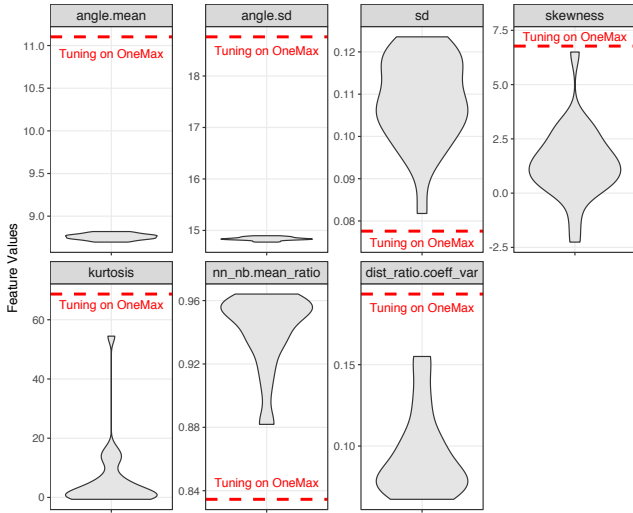 angle.mean
angle.sd
sd
skewness
Tuning on OneMax
Tuning on OneMax
Tuning on OneMax
Tuning on OneMax
11.0
10.5
10.0
9.5
9.0
18
17
16
15
14
0.12
0.10
0.09
0.08
7.5
5.0
2.5
0.0
-2.5
Feature Values
kurtosis
nn_nb.mean_ratio
dist_ratio.coeff_var
Tuning on OneMax
Tuning on OneMax
Tuning on OneMax
60
40
20
0
0.96
0.92
0.88
0.84
0.15
0.10